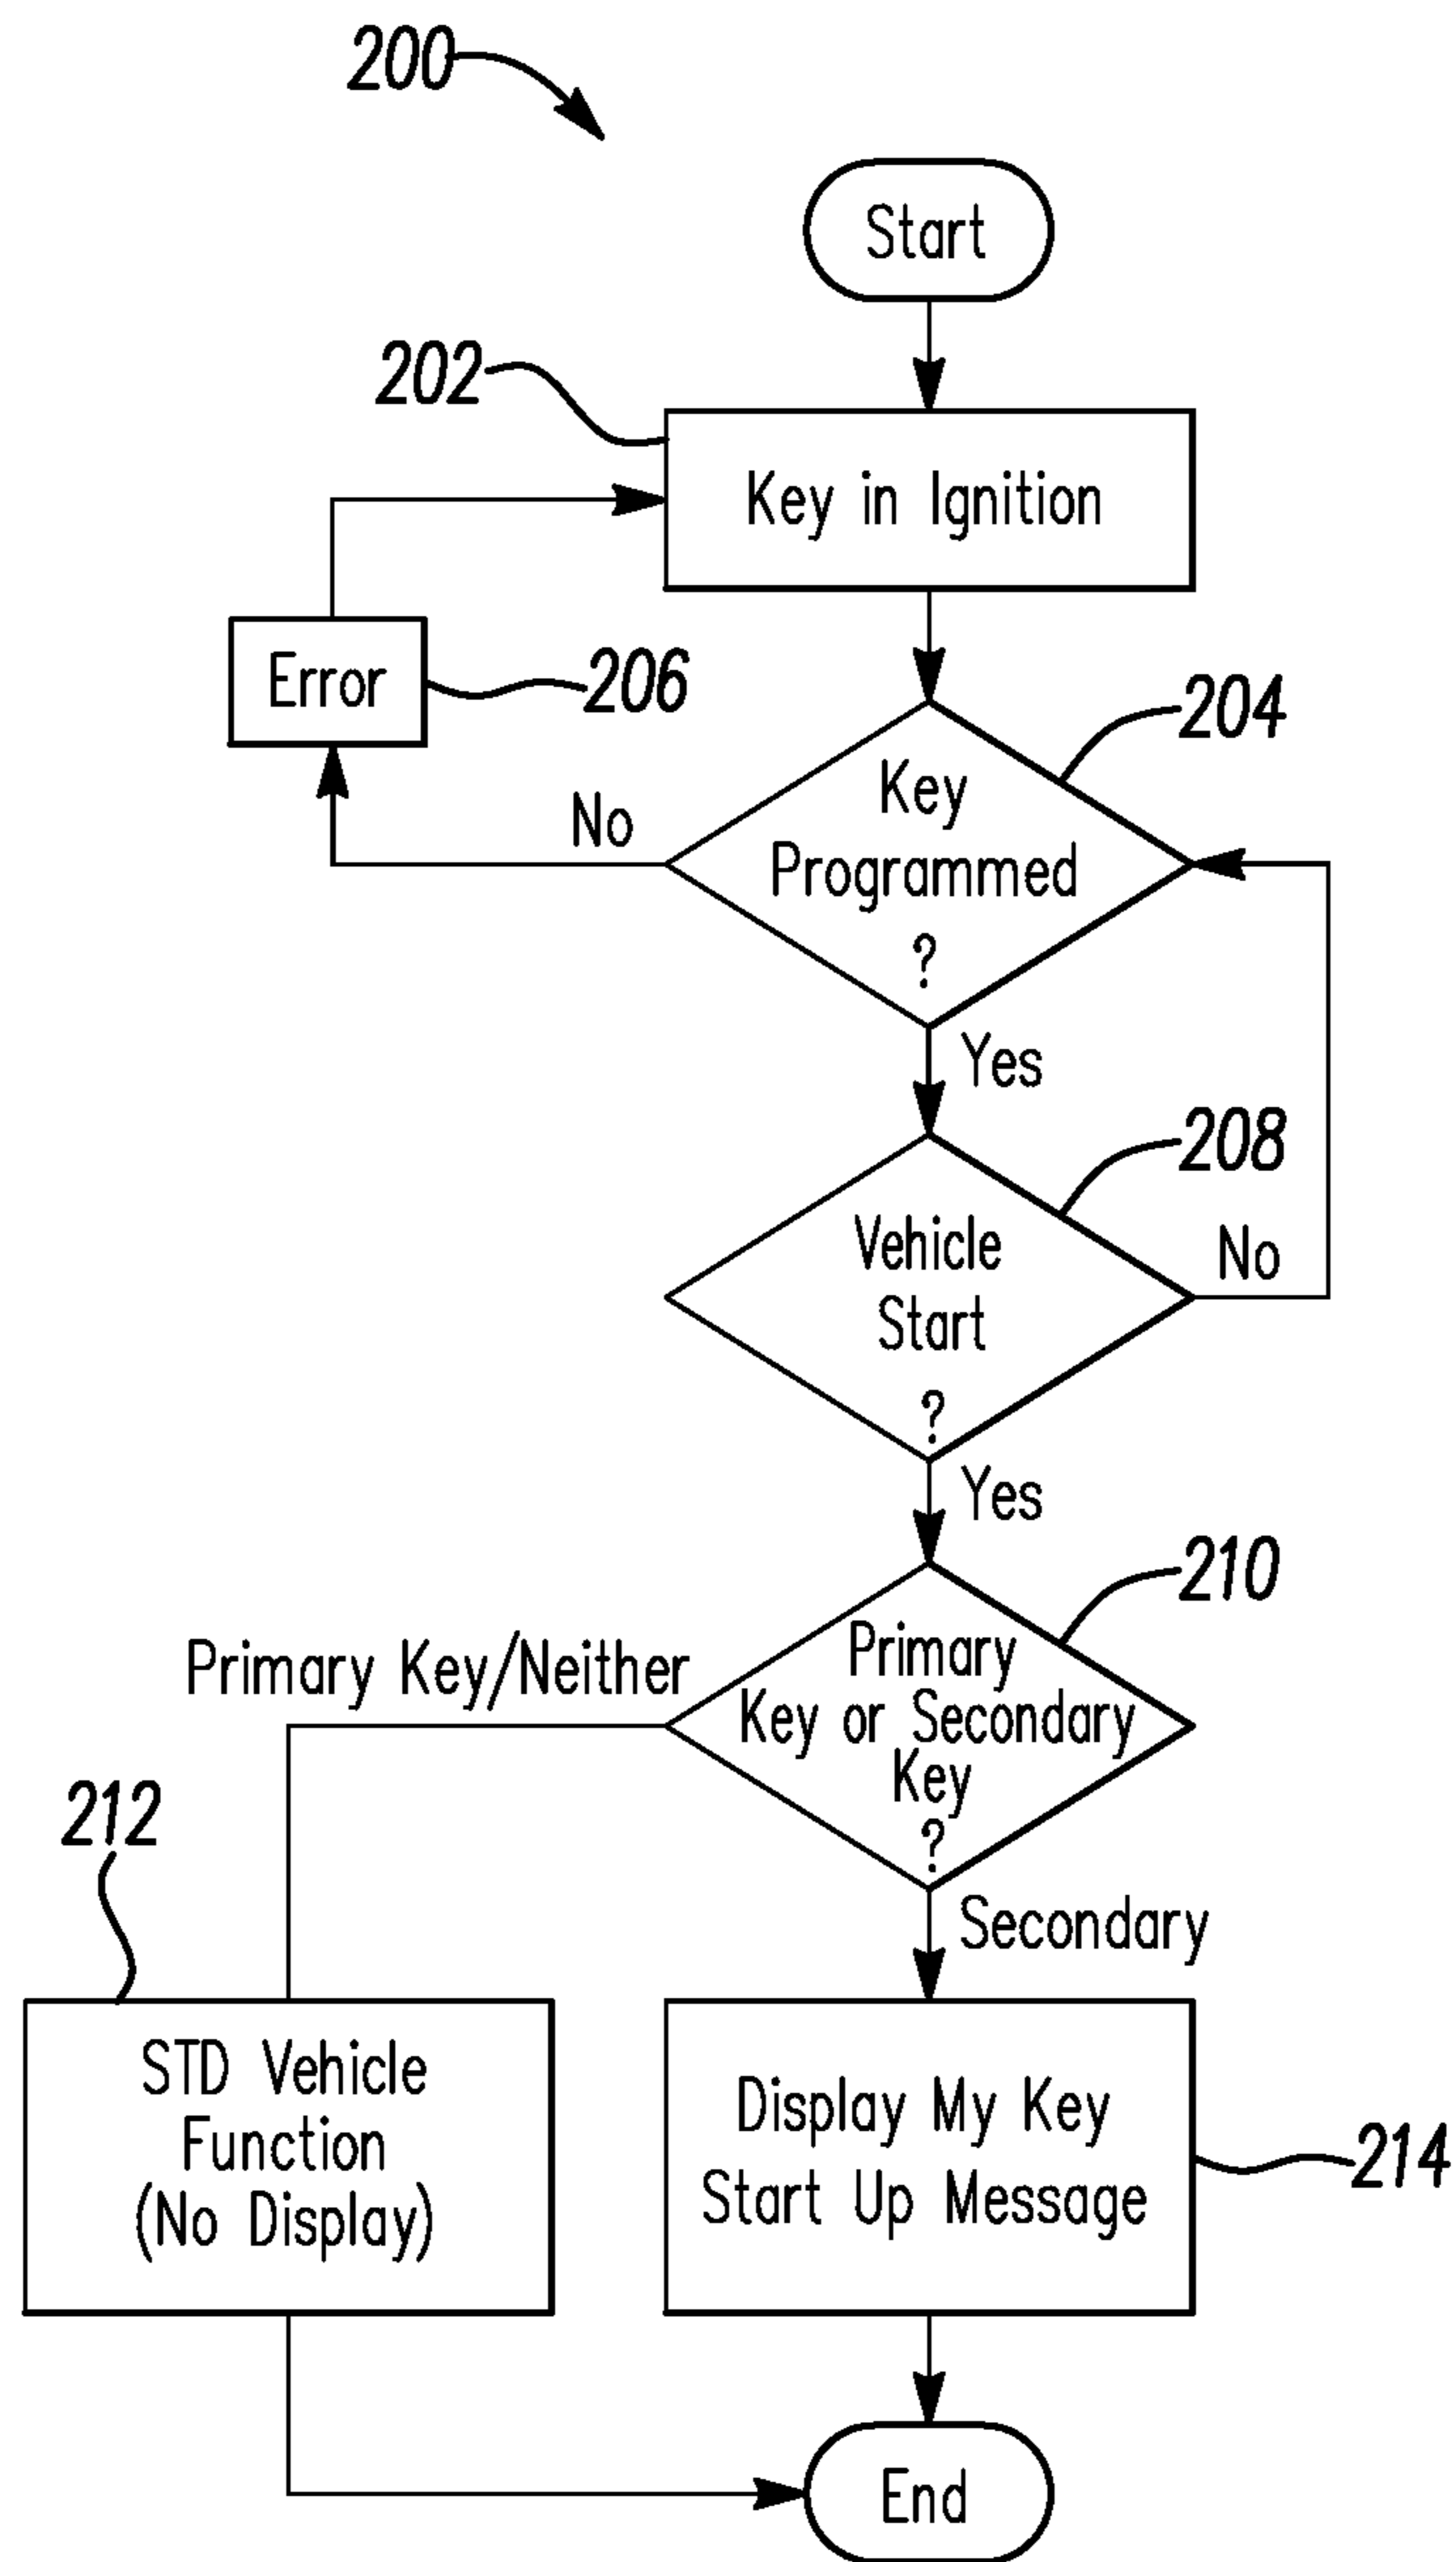 200
Start
202
Key in Ignition
Error
206
204
Key
Programmed
?
No
Yes
208
Vehicle
Start
?
No
Yes
210
Primary
Key or Secondary
Key
?
Primary Key/Neither
Secondary
212
STD Vehicle
Function
(No Display)
Display My Key
Start Up Message
214
End